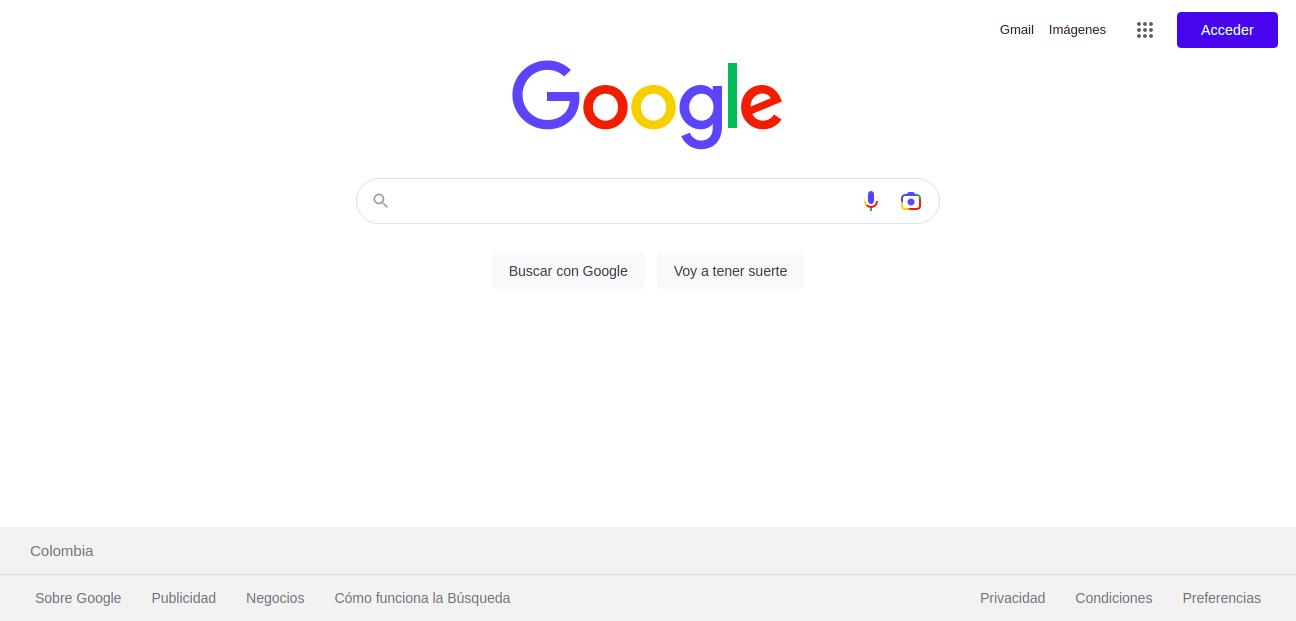 Gmail Imágenes Acceder
Google
Buscar con Google Voy a tener suerte
Colombia
Sobre Google Publicidad Negocios Cómo funciona la Búsqueda Privacidad Condiciones Preferencias